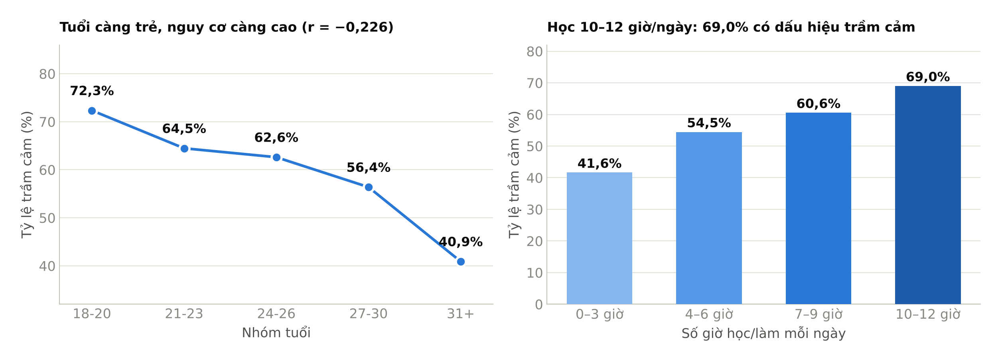 Tuổi càng trẻ, nguy cơ càng cao (r = −0,226)
80
70
60
50
40
Tỷ lệ trầm cảm (%)
72,3%
64,5%
62,6%
56,4%
40,9%
18-20
21-23
24-26
27-30
31+
Nhóm tuổi
Học 10–12 giờ/ngày: 69,0% có dấu hiệu trầm cảm
80
70
60
50
40
30
20
10
0
Tỷ lệ trầm cảm (%)
41,6%
54,5%
60,6%
69,0%
0–3 giờ
4–6 giờ
7–9 giờ
10–12 giờ
Số giờ học/làm mỗi ngày